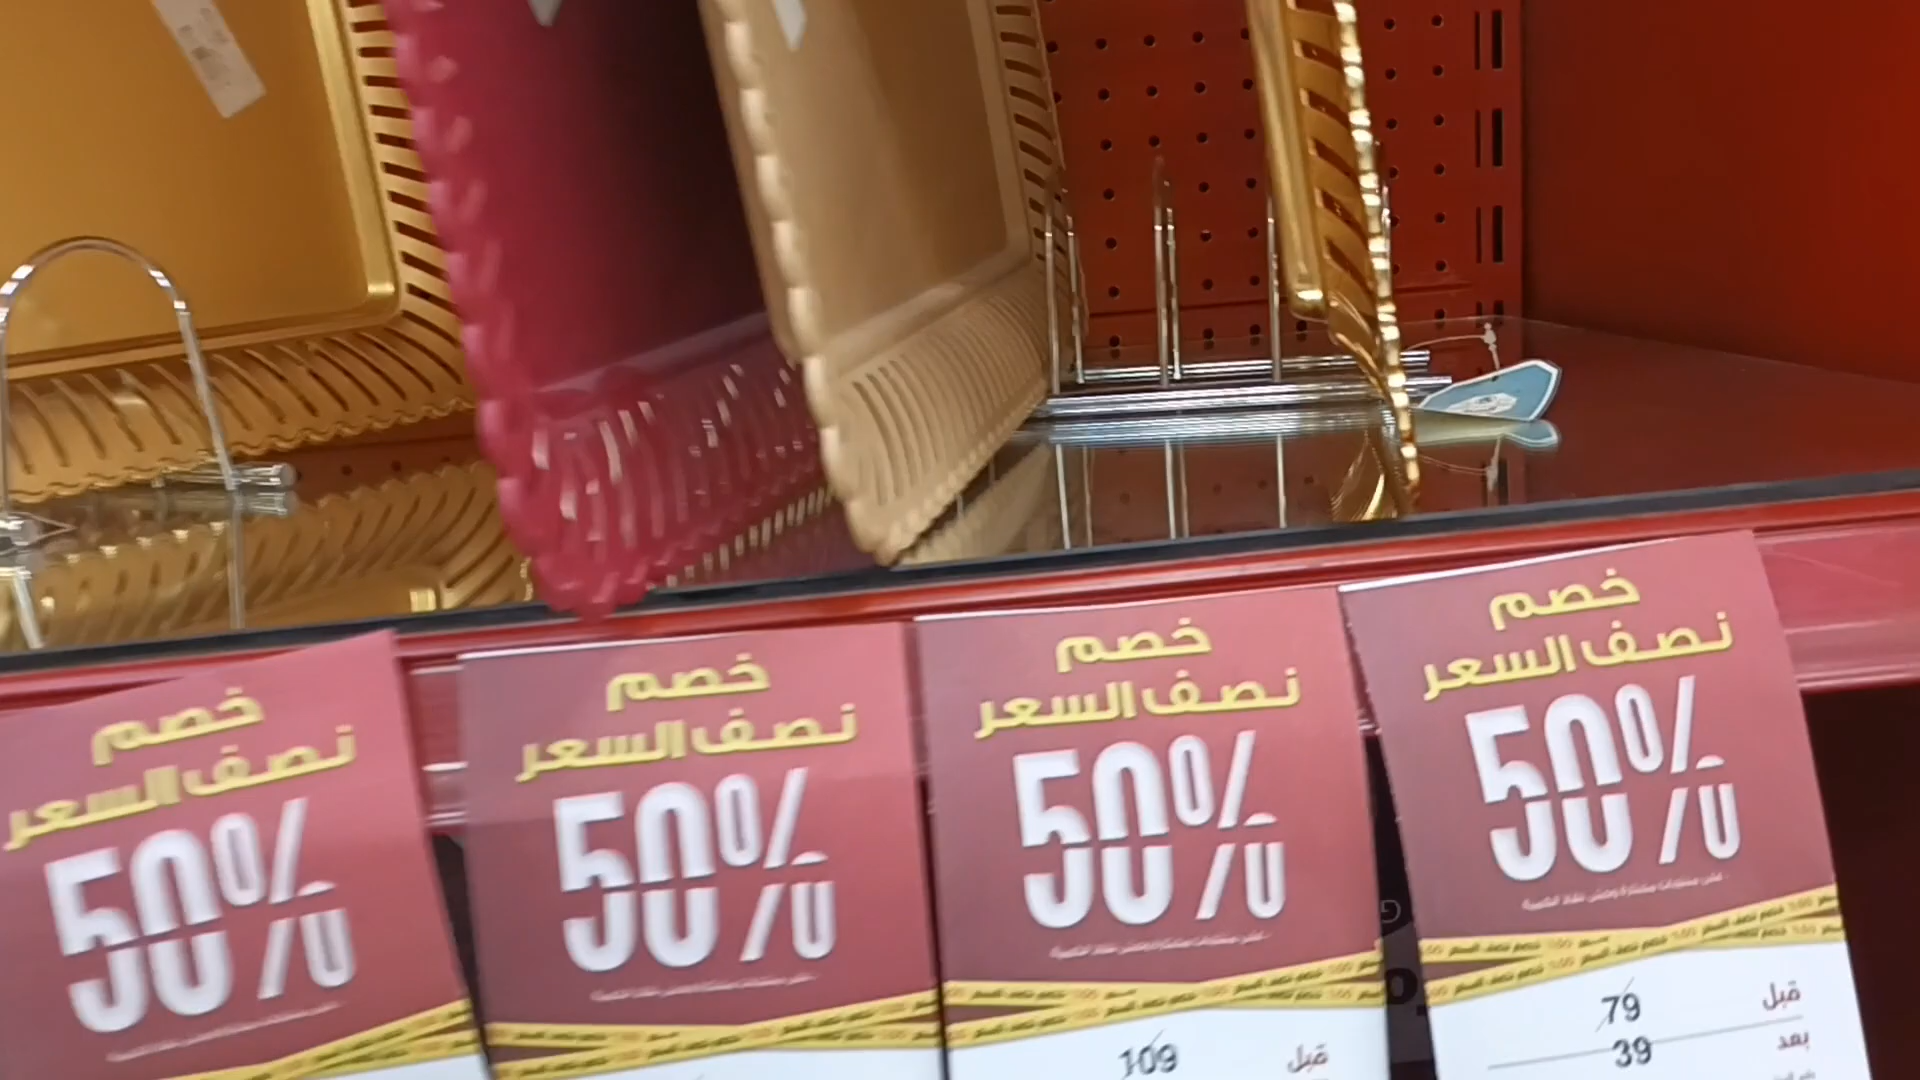 خصم
نصف السعر
50%
خصم
نصف السعر
50%
خصم
نصف السعر
50%
قبل 109
خصم
نصف السعر
50%
قبل 79
بعد 39